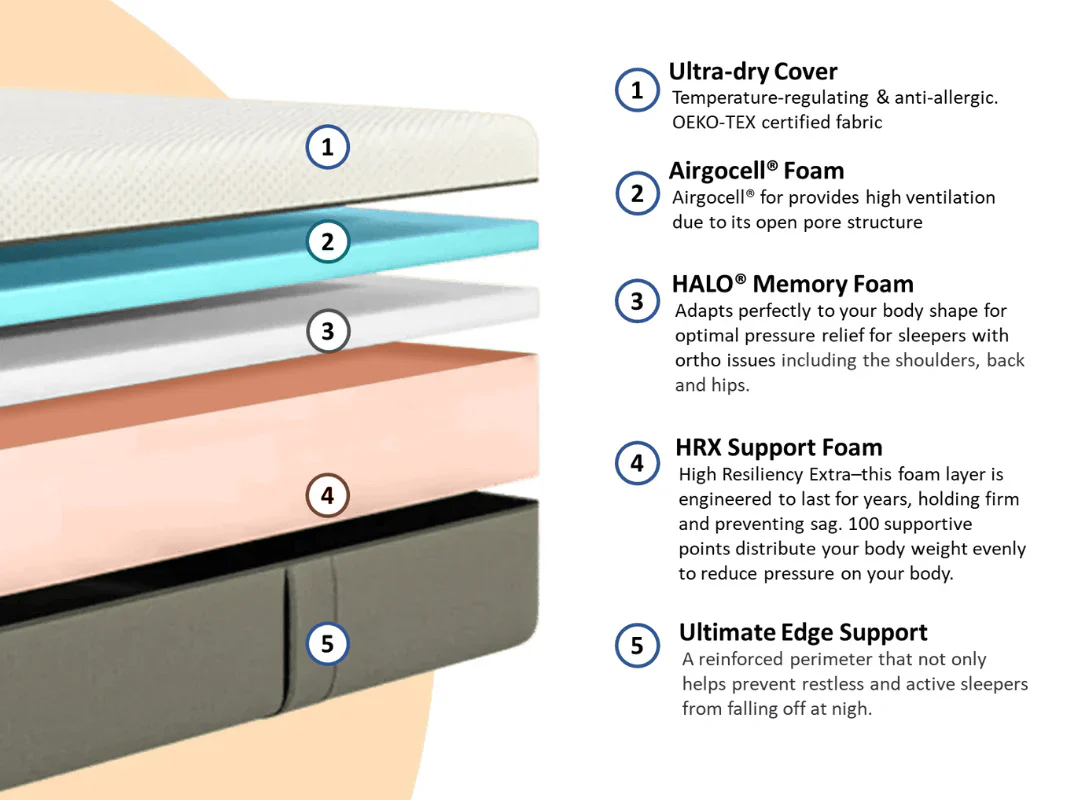 1
2
3
4
5
1
Ultra-dry Cover
Temperature-regulating & anti-allergic.
OEKO-TEX certified fabric
2
Airgocell® Foam
Airgocell® for provides high ventilation
due to its open pore structure
3
HALO® Memory Foam
Adapts perfectly to your body shape for
optimal pressure relief for sleepers with
ortho issues including the shoulders, back
and hips.
4
HRX Support Foam
High Resiliency Extra–this foam layer is
engineered to last for years, holding firm
and preventing sag. 100 supportive
points distribute your body weight evenly
to reduce pressure on your body.
5
Ultimate Edge Support
A reinforced perimeter that not only
helps prevent restless and active sleepers
from falling off at nigh.